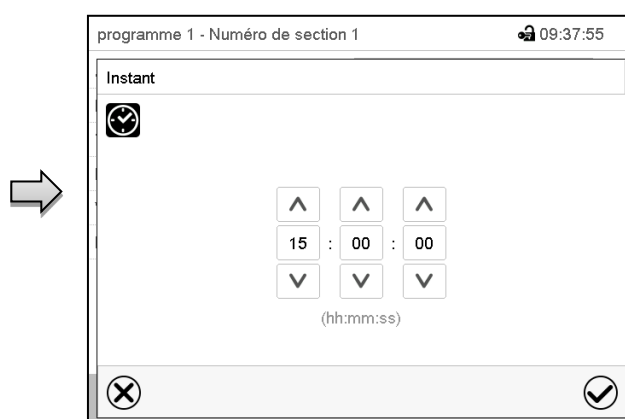 programme 1 - Numéro de section 1 09:37:55
Instant
15 : 00 : 00
(hh:mm:ss)